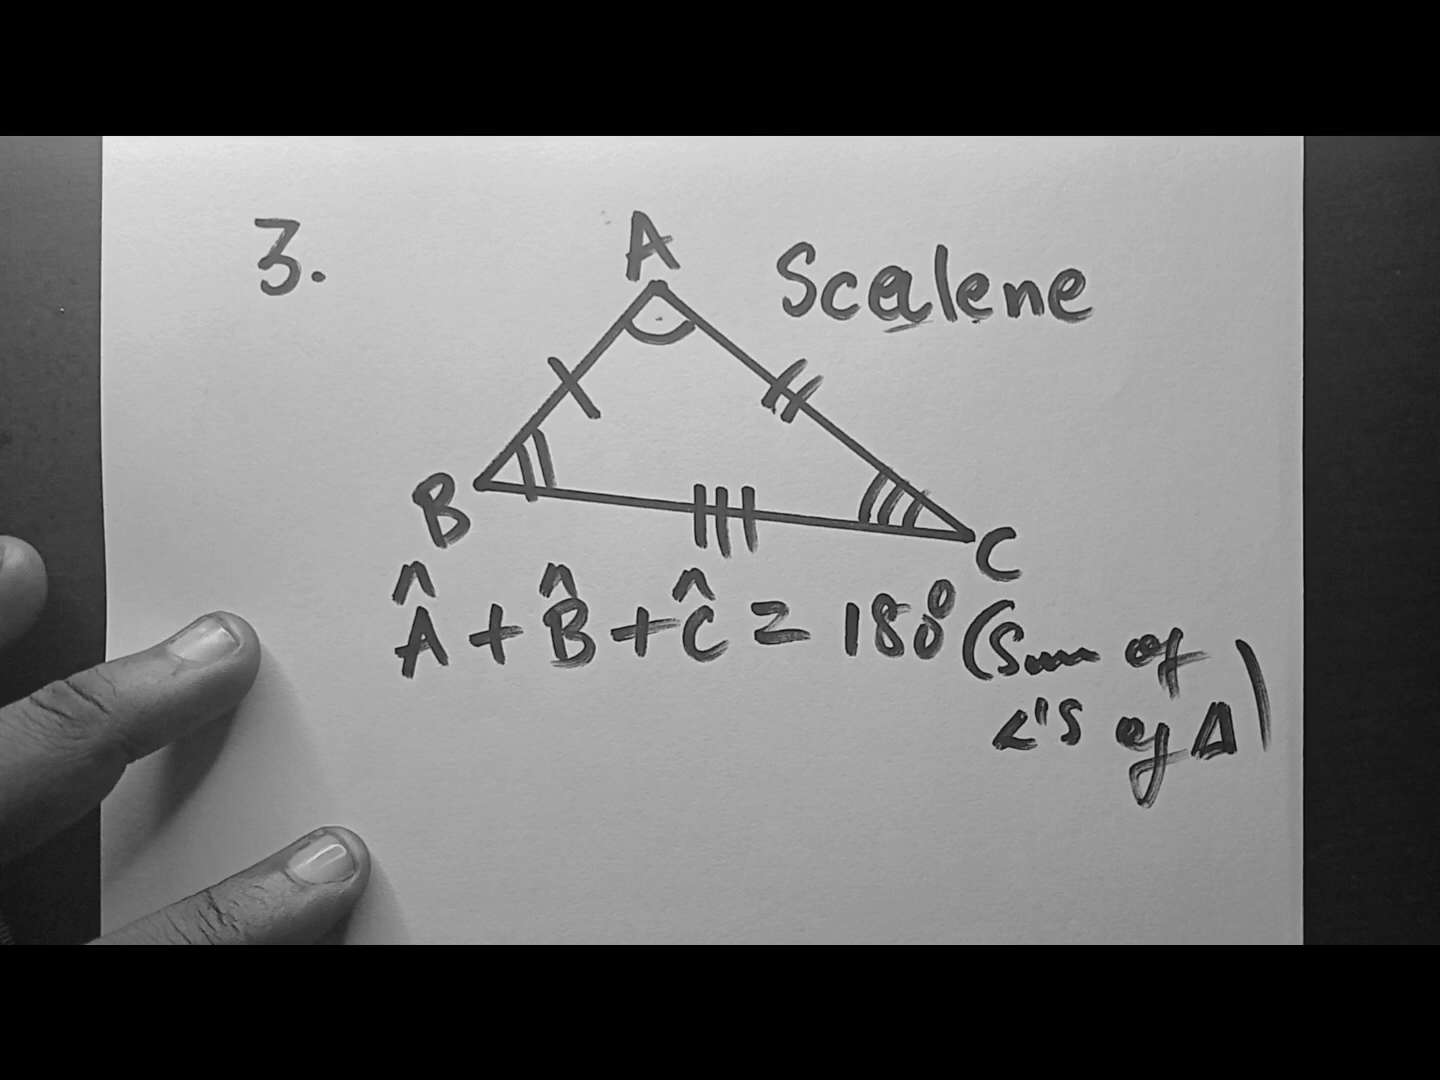 3.
A
Scalene
B
C
Â + B̂ + Ĉ = 180° (Sum of
∠'s of Δ)